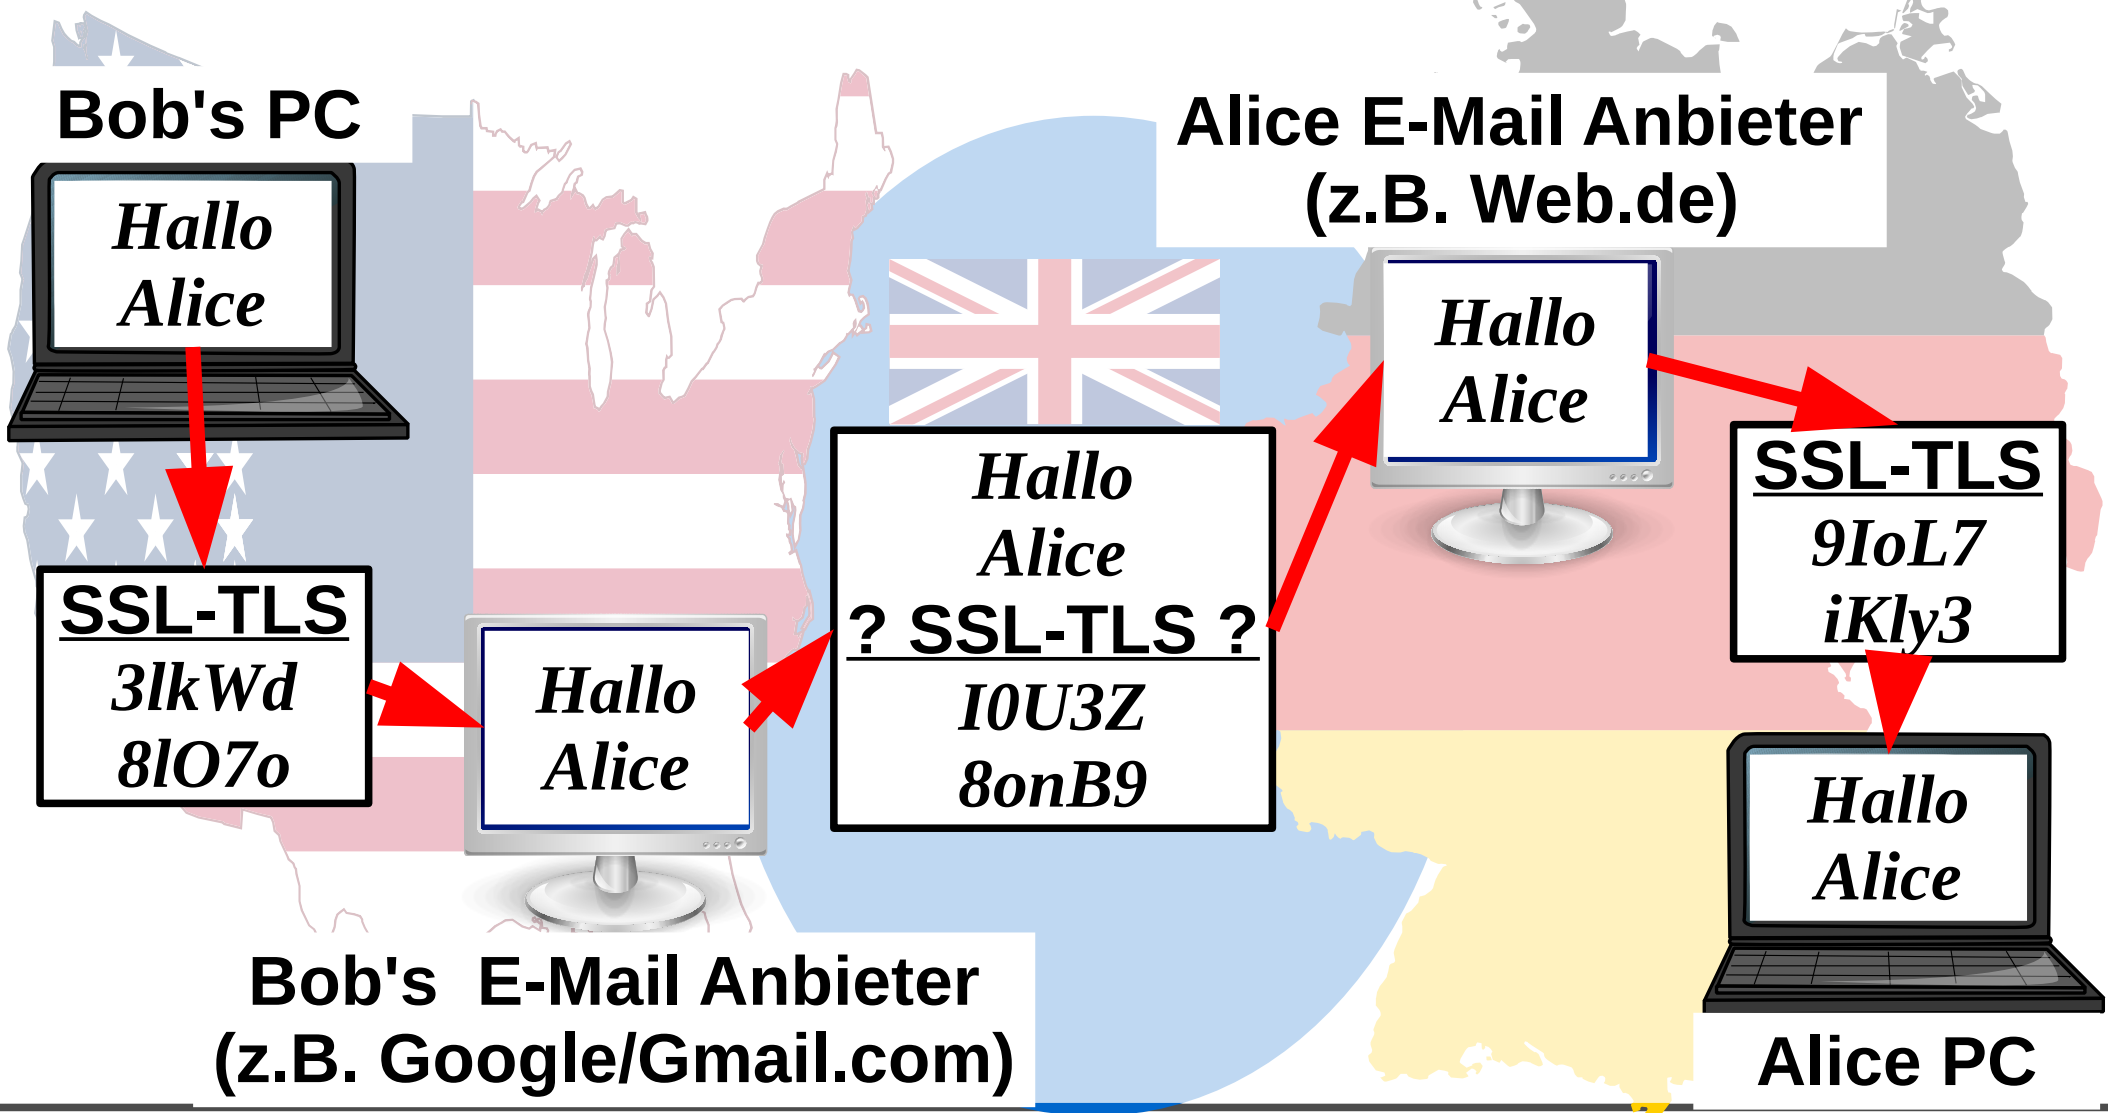 Bob's PC
Hallo
Alice
SSL-TLS
3lkWd
8lO7o
Hallo
Alice
Bob's E-Mail Anbieter
(z.B. Google/Gmail.com)
Hallo
Alice
? SSL-TLS ?
I0U3Z
8onB9
Alice E-Mail Anbieter
(z.B. Web.de)
Hallo
Alice
SSL-TLS
9IoL7
iKly3
Hallo
Alice
Alice PC